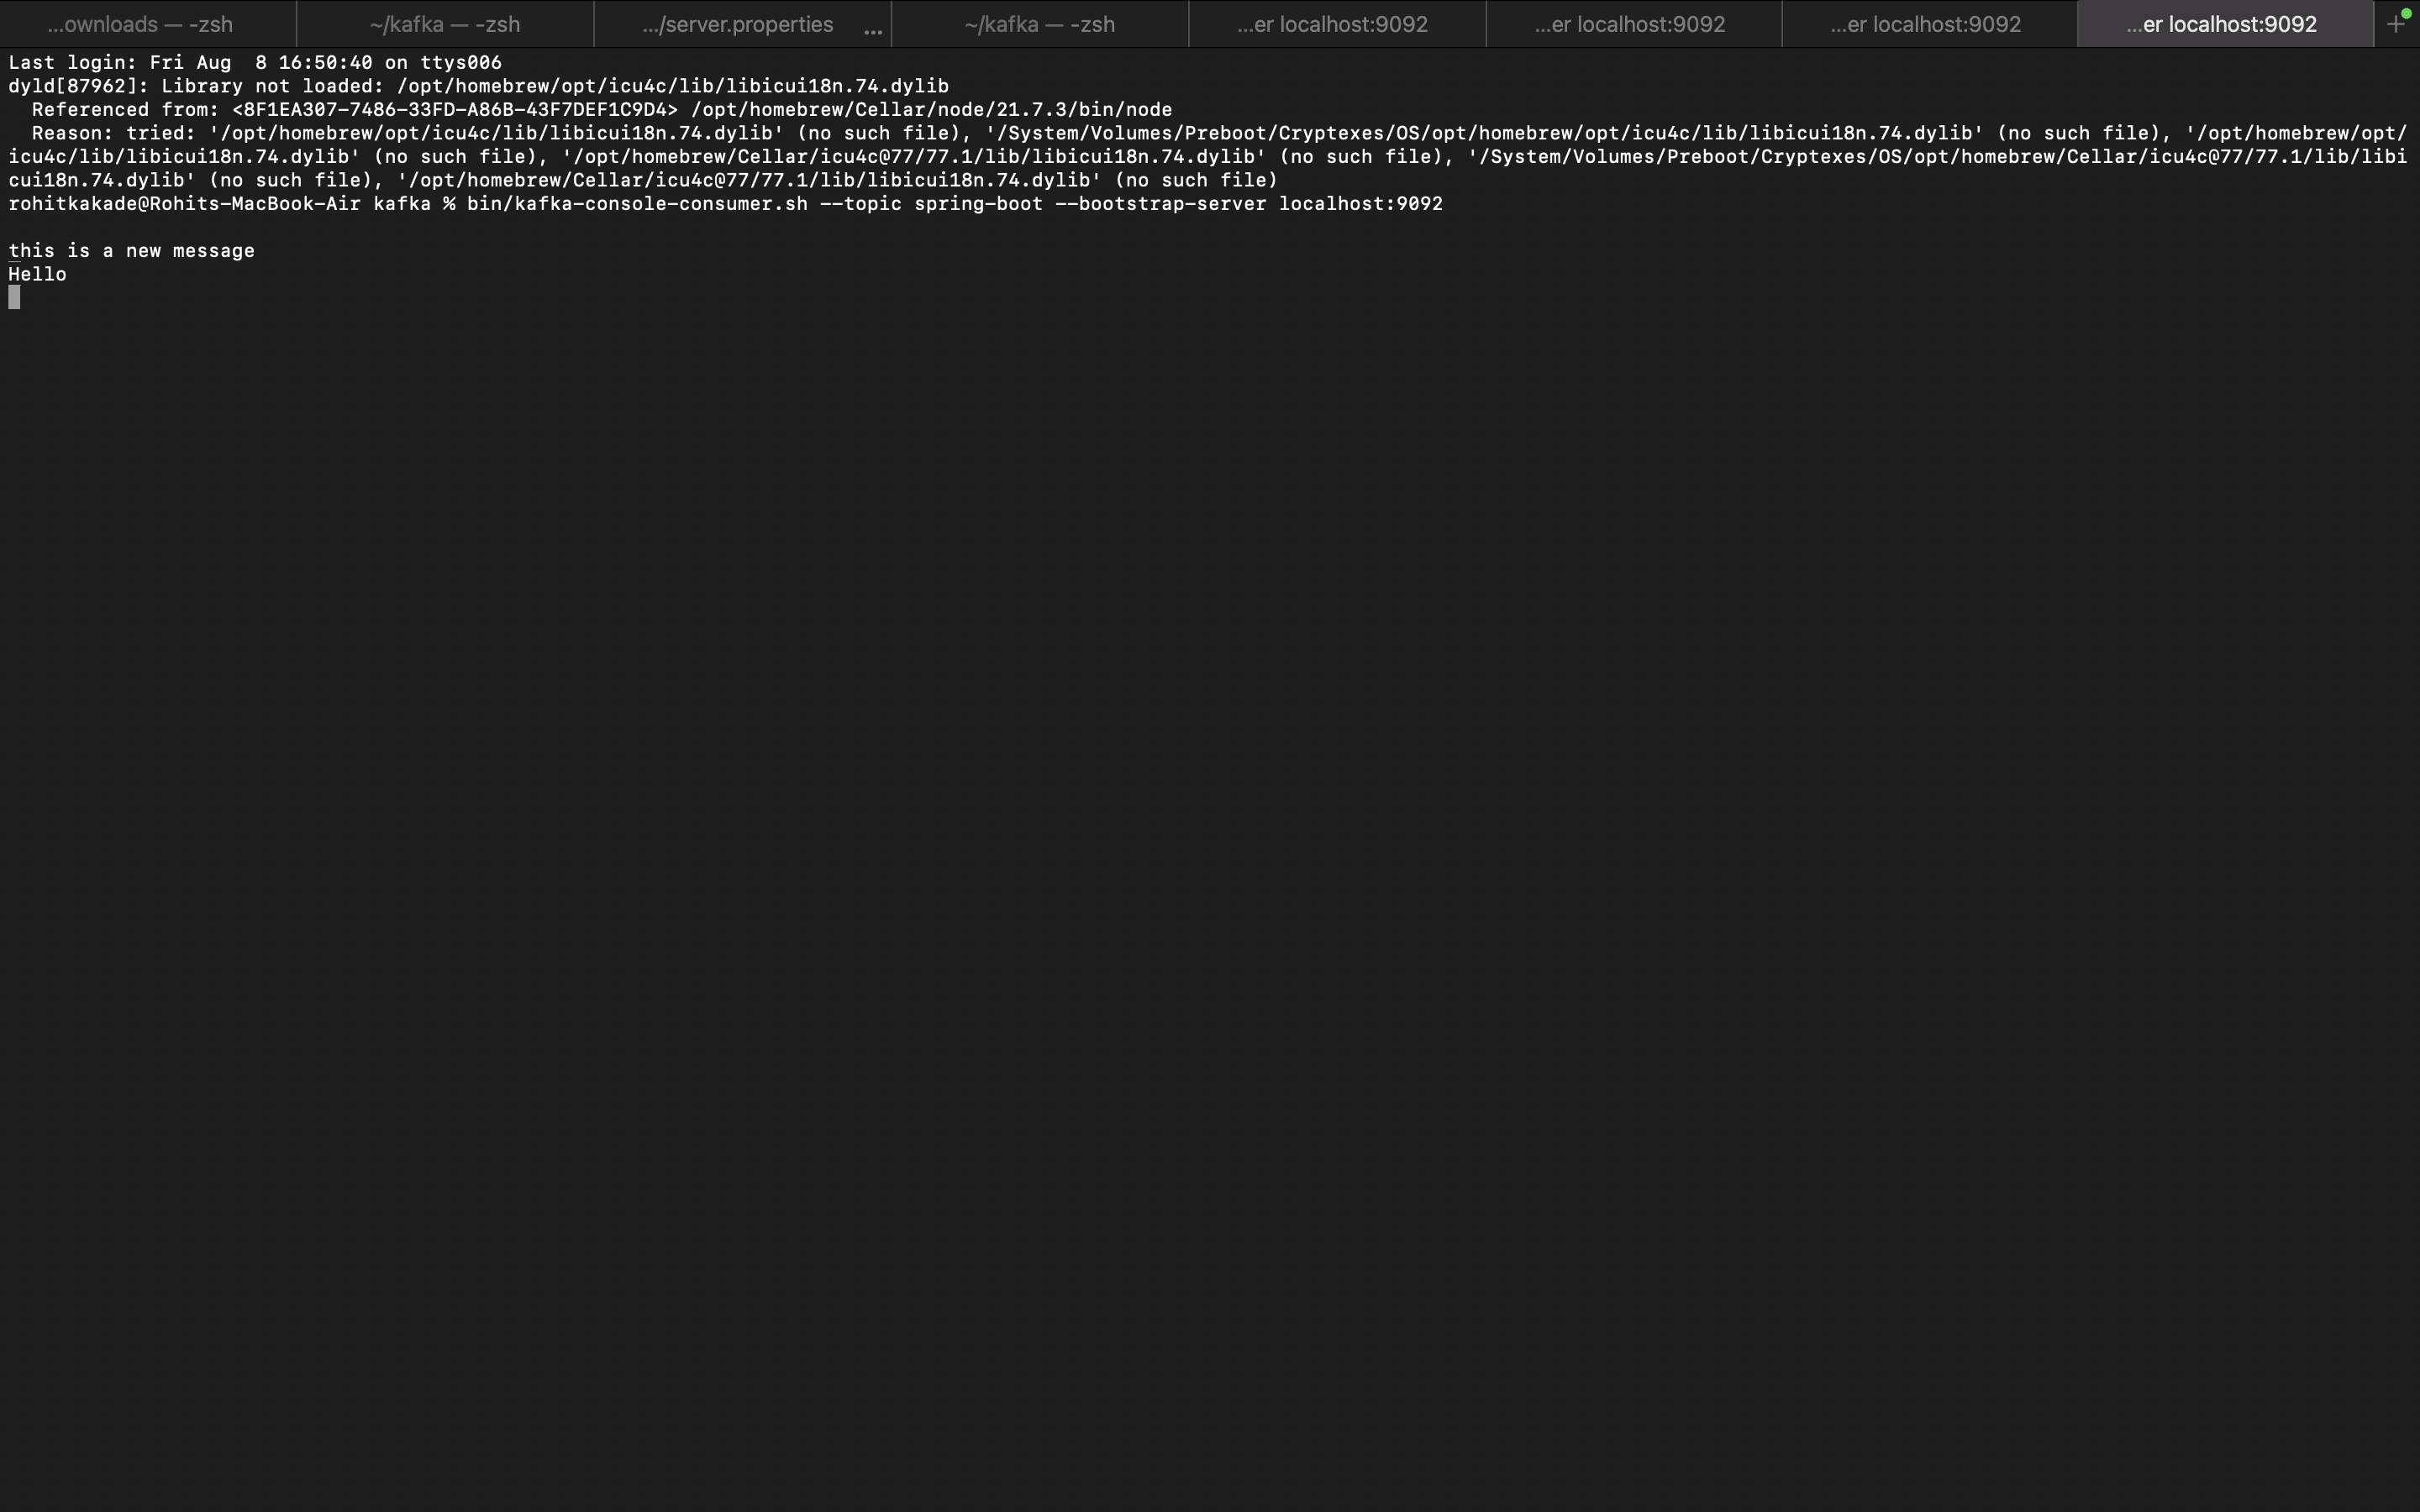 ...ownloads — -zsh
~/kafka — -zsh
.../server.properties ...
~/kafka — -zsh
...er localhost:9092
...er localhost:9092
...er localhost:9092
...er localhost:9092
+
Last login: Fri Aug  8 16:50:40 on ttys006
dyld[87962]: Library not loaded: /opt/homebrew/opt/icu4c/lib/libicui18n.74.dylib
  Referenced from: <8F1EA307-7486-33FD-A86B-43F7DEF1C9D4> /opt/homebrew/Cellar/node/21.7.3/bin/node
  Reason: tried: '/opt/homebrew/opt/icu4c/lib/libicui18n.74.dylib' (no such file), '/System/Volumes/Preboot/Cryptexes/OS/opt/homebrew/opt/icu4c/lib/libicui18n.74.dylib' (no such file), '/opt/homebrew/opt/
icu4c/lib/libicui18n.74.dylib' (no such file), '/opt/homebrew/Cellar/icu4c@77/77.1/lib/libicui18n.74.dylib' (no such file), '/System/Volumes/Preboot/Cryptexes/OS/opt/homebrew/Cellar/icu4c@77/77.1/lib/libi
cui18n.74.dylib' (no such file), '/opt/homebrew/Cellar/icu4c@77/77.1/lib/libicui18n.74.dylib' (no such file)
rohitkakade@Rohits-MacBook-Air kafka % bin/kafka-console-consumer.sh --topic spring-boot --bootstrap-server localhost:9092
this is a new message
Hello